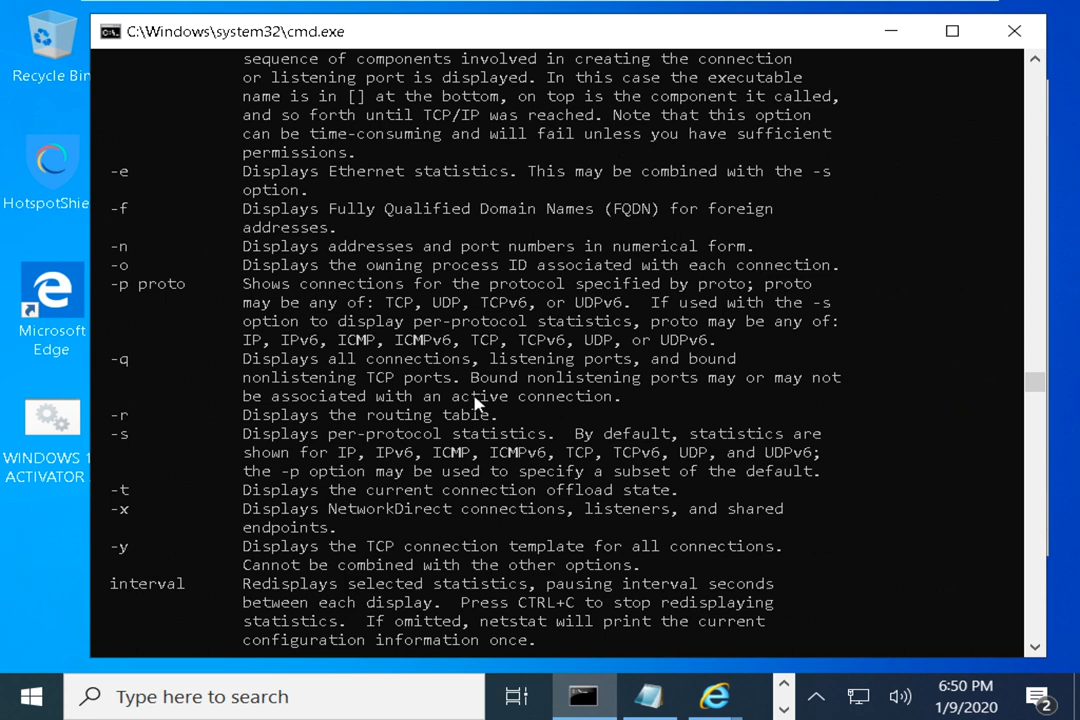 C:\Windows\system32\cmd.exe
sequence of components involved in creating the connection
or listening port is displayed. In this case the executable
name is in [] at the bottom, on top is the component it called,
and so forth until TCP/IP was reached. Note that this option
can be time-consuming and will fail unless you have sufficient
permissions.
-e Displays Ethernet statistics. This may be combined with the -s
option.
-f Displays Fully Qualified Domain Names (FQDN) for foreign
addresses.
-n Displays addresses and port numbers in numerical form.
-o Displays the owning process ID associated with each connection.
-p proto Shows connections for the protocol specified by proto; proto
may be any of: TCP, UDP, TCPv6, or UDPv6.  If used with the -s
option to display per-protocol statistics, proto may be any of:
IP, IPv6, ICMP, ICMPv6, TCP, TCPv6, UDP, or UDPv6.
-q Displays all connections, listening ports, and bound
nonlistening TCP ports. Bound nonlistening ports may or may not
be associated with an active connection.
-r Displays the routing table.
-s Displays per-protocol statistics.  By default, statistics are
shown for IP, IPv6, ICMP, ICMPv6, TCP, TCPv6, UDP, and UDPv6;
the -p option may be used to specify a subset of the default.
-t Displays the current connection offload state.
-x Displays NetworkDirect connections, listeners, and shared
endpoints.
-y Displays the TCP connection template for all connections.
Cannot be combined with the other options.
interval Redisplays selected statistics, pausing interval seconds
between each display.  Press CTRL+C to stop redisplaying
statistics.  If omitted, netstat will print the current
configuration information once.
Recycle Bin
HotspotShie
Microsoft
Edge
WINDOWS 1
ACTIVATOR
Type here to search
6:50 PM
1/9/2020
2